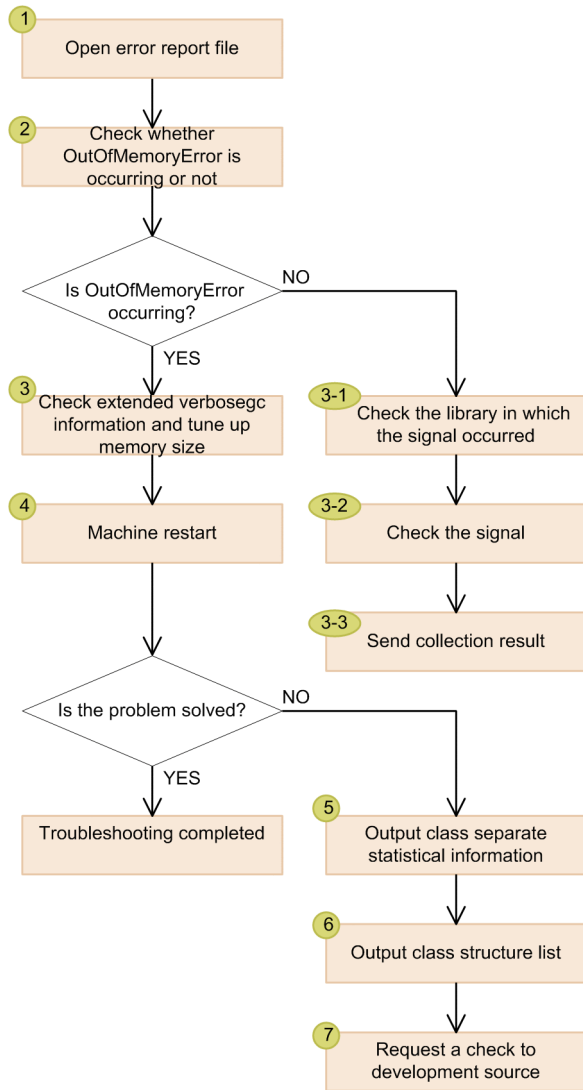 1
Open error report file
2
Check whether
OutOfMemoryError is
occurring or not
Is OutOfMemoryError
occurring?
NO
YES
3
Check extended verbosegc
information and tune up
memory size
3-1
Check the library in which
the signal occurred
4
Machine restart
3-2
Check the signal
3-3
Send collection result
Is the problem solved?
NO
YES
Troubleshooting completed
5
Output class separate
statistical information
6
Output class structure list
7
Request a check to
development source